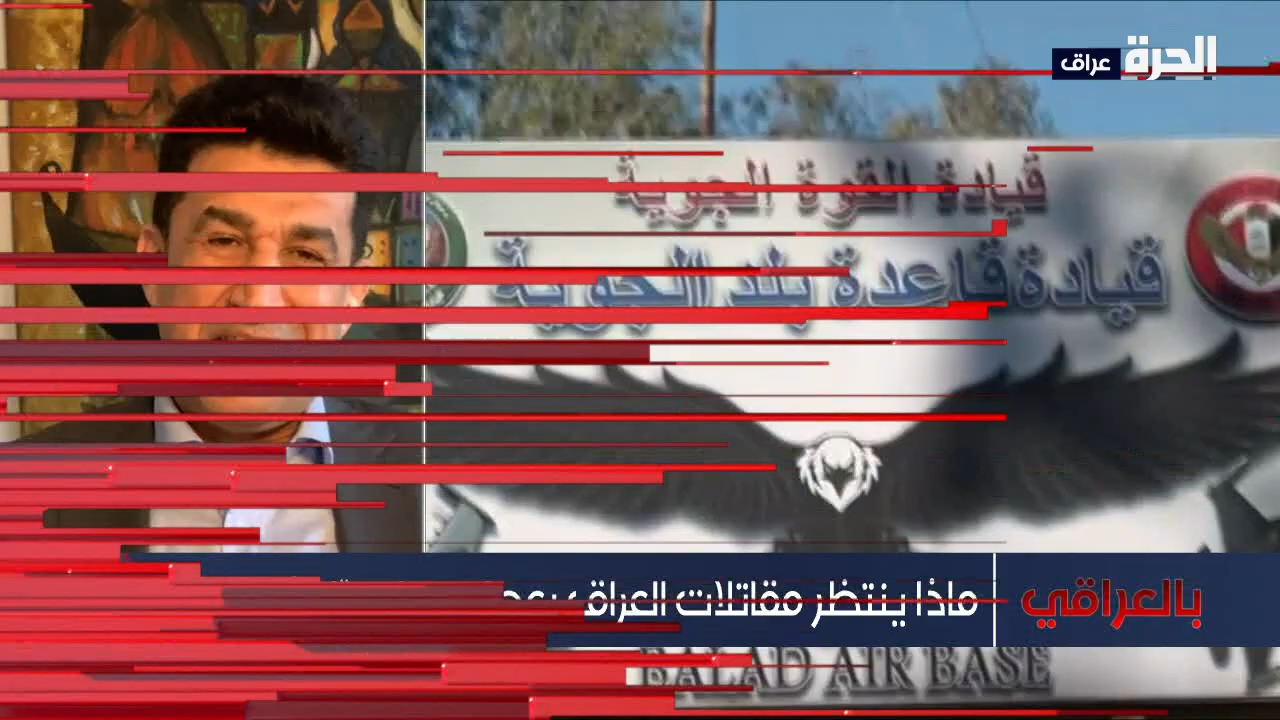 الحرة
عراق
قيادة القوة الجوية
قيادة قاعدة بلد الجوية
بالعراقي
ماذا ينتظر مقاتلات العراق
BALAD AIR BASE